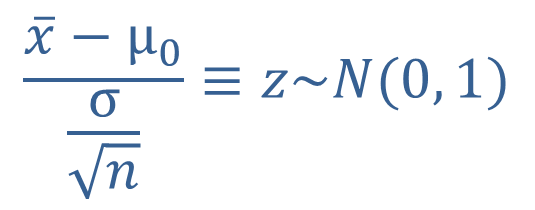 x̄ − μ₀
σ
√n
≡ z~N(0, 1)